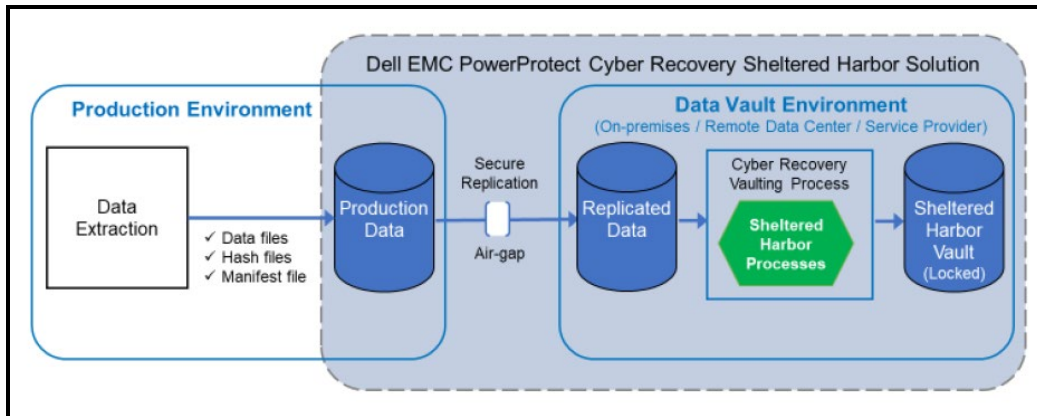 Dell EMC PowerProtect Cyber Recovery Sheltered Harbor Solution
Production Environment
Data
Extraction
✓ Data files
✓ Hash files
✓ Manifest file
Production
Data
Secure
Replication
Air-gap
Data Vault Environment
(On-premises / Remote Data Center / Service Provider)
Replicated
Data
Cyber Recovery
Vaulting Process
Sheltered
Harbor
Processes
Sheltered
Harbor
Vault
(Locked)